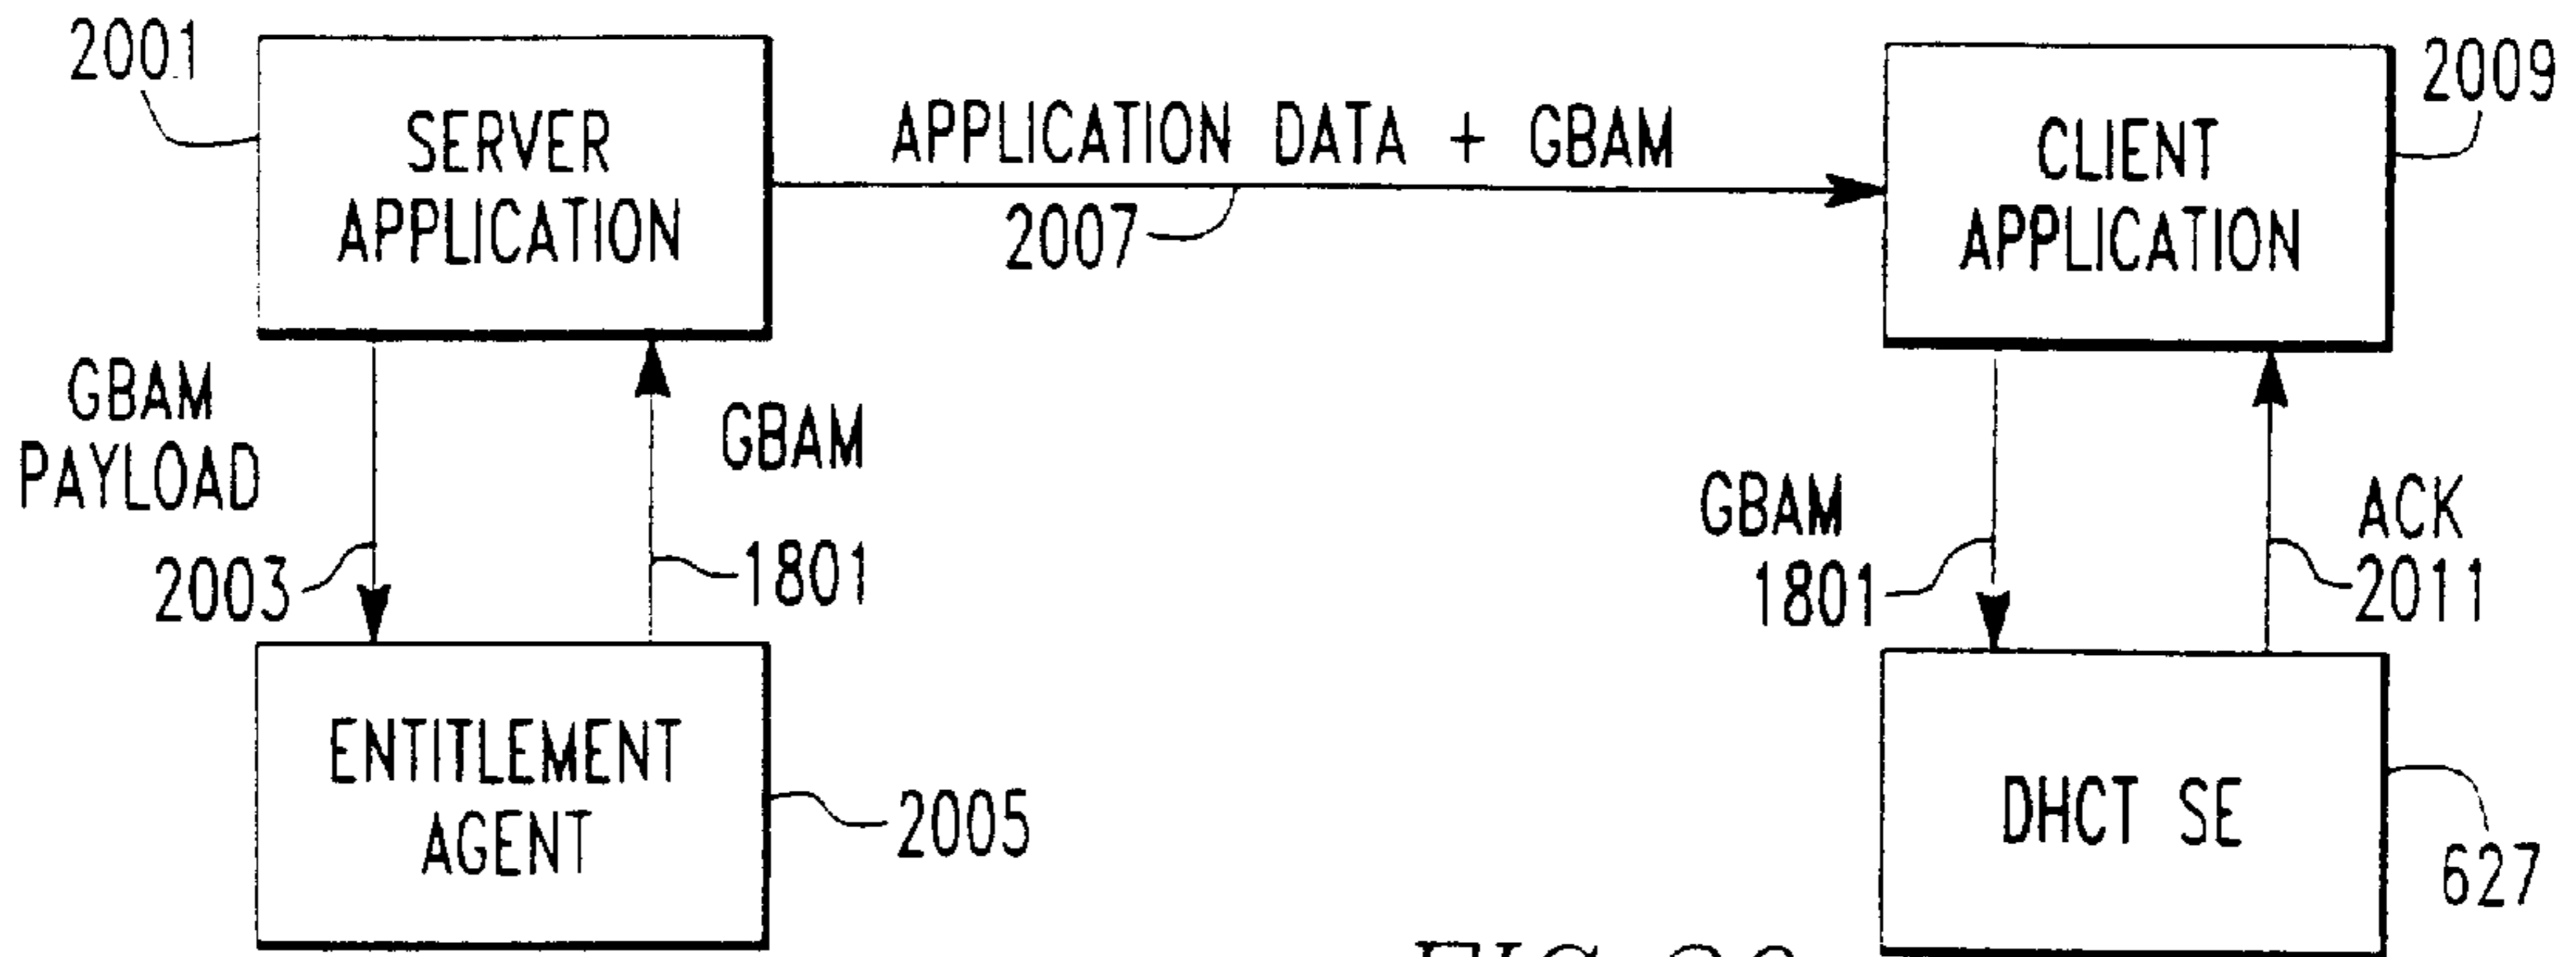 2001
SERVER
APPLICATION
APPLICATION DATA + GBAM
2007
CLIENT
APPLICATION
2009
GBAM
PAYLOAD
2003
GBAM
1801
GBAM
1801
ACK
2011
ENTITLEMENT
AGENT
2005
DHCT SE
627